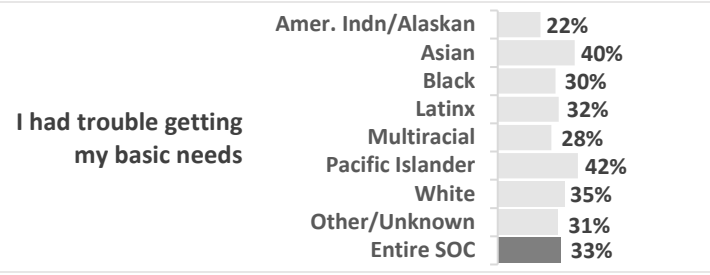 I had trouble getting
my basic needs
Amer. Indn/Alaskan 22%
Asian 40%
Black 30%
Latinx 32%
Multiracial 28%
Pacific Islander 42%
White 35%
Other/Unknown 31%
Entire SOC 33%